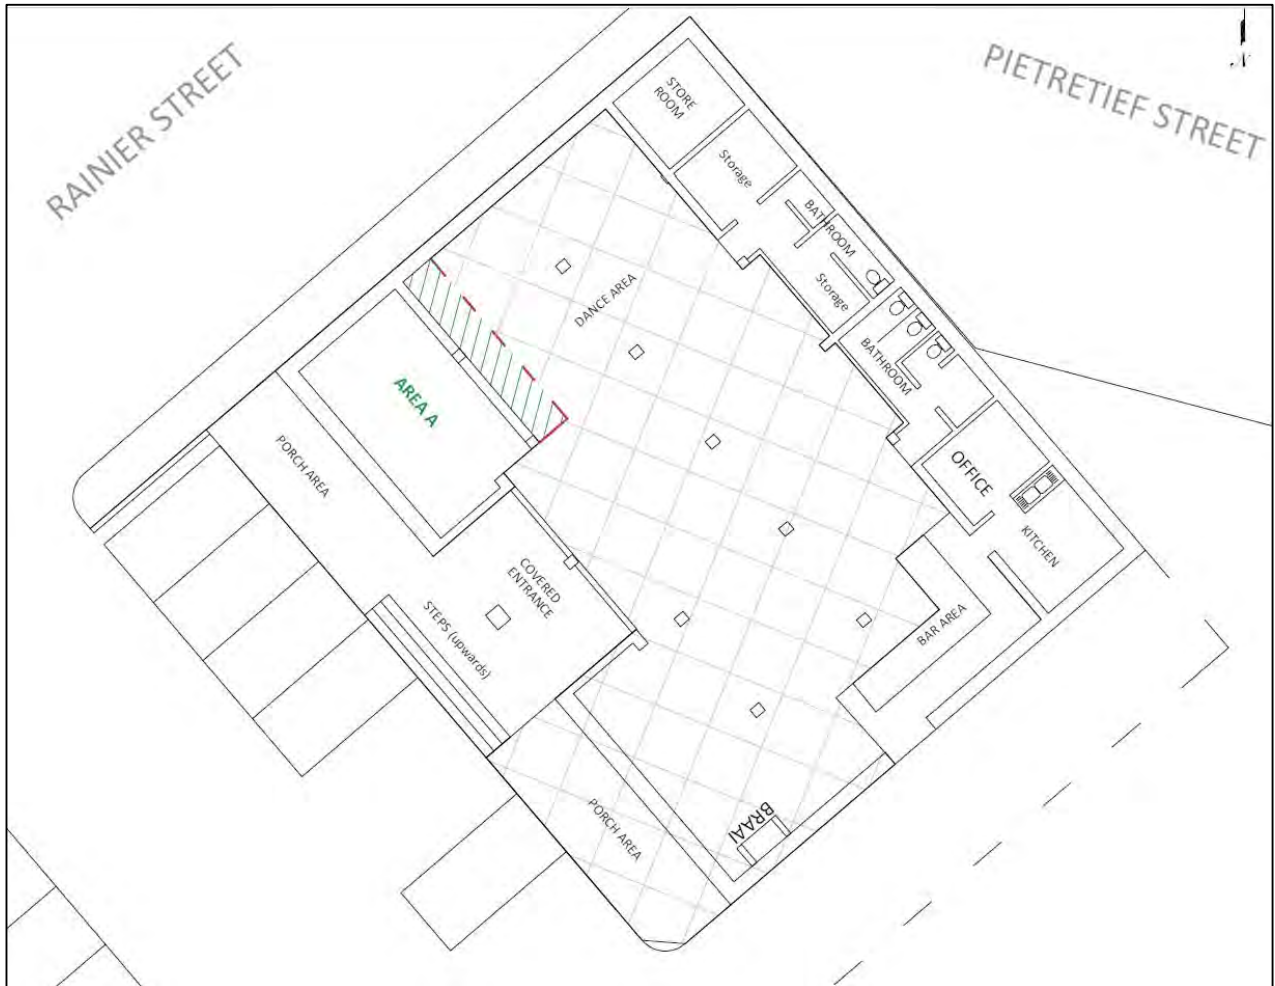 RAINIER STREET
PIETRETIEF STREET
N
STORE
ROOM
Storage
BATHROOM
Storage
DANCE AREA
BATHROOM
AREA A
PORCH AREA
OFFICE
KITCHEN
COVERED
ENTRANCE
STEPS (upwards)
BAR AREA
BRAAI
PORCH AREA